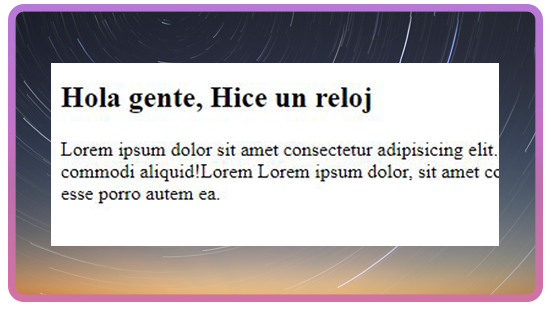 Hola gente, Hice un reloj
Lorem ipsum dolor sit amet consectetur adipisicing elit.
commodi aliquid!Lorem Lorem ipsum dolor, sit amet
esse porro autem ea.